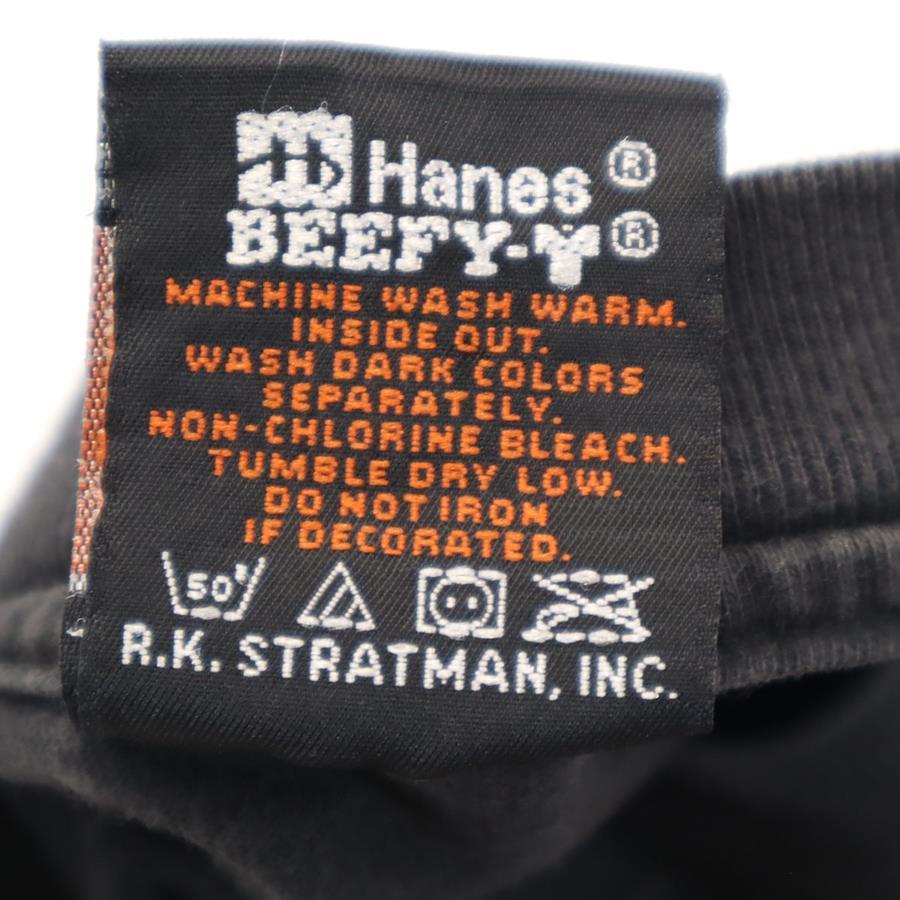 Hanes ®
BEEFY-T ®
MACHINE WASH WARM.
INSIDE OUT.
WASH DARK COLORS
SEPARATELY.
NON-CHLORINE BLEACH.
TUMBLE DRY LOW.
DO NOT IRON
IF DECORATED.
50°
R.K. STRATMAN, INC.